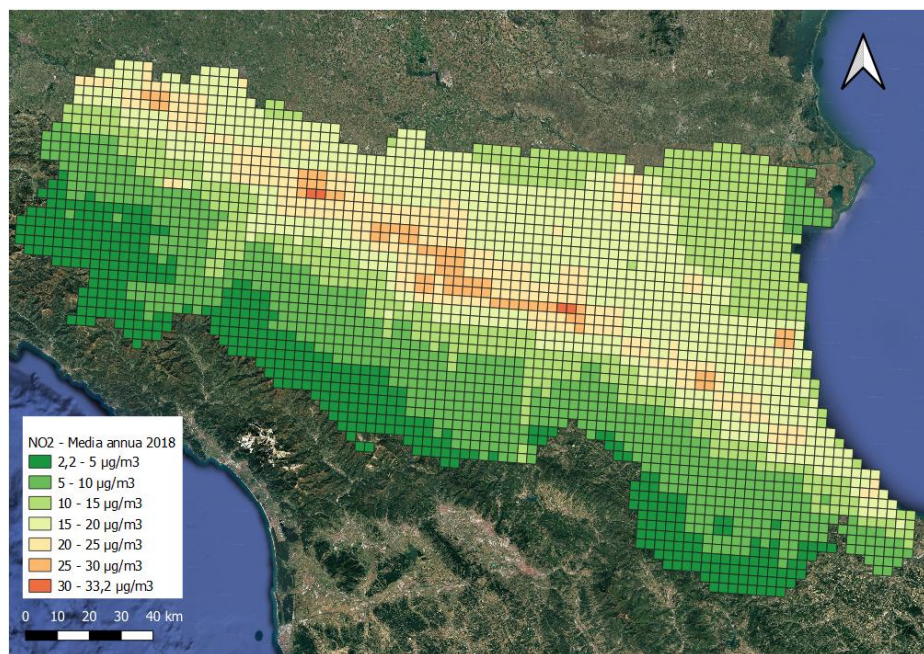 NO2 - Media annua 2018
2,2 - 5 µg/m3
5 - 10 µg/m3
10 - 15 µg/m3
15 - 20 µg/m3
20 - 25 µg/m3
25 - 30 µg/m3
30 - 33,2 µg/m3
0 10 20 30 40 km